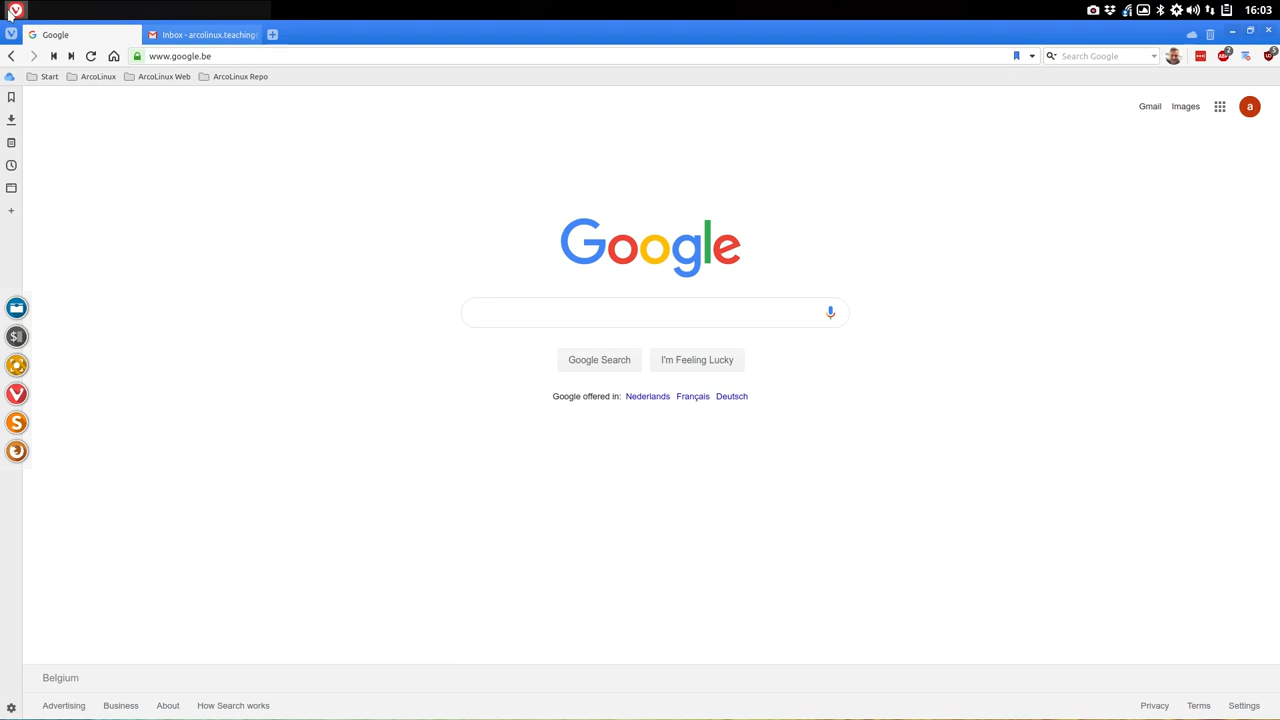 16:03
Google
Inbox - arcolinux.teaching
www.google.be
Search Google
2
5
Start
ArcoLinux
ArcoLinux Web
ArcoLinux Repo
Gmail
Images
a
Google
Google Search
I'm Feeling Lucky
Google offered in: Nederlands Français Deutsch
Belgium
Advertising
Business
About
How Search works
Privacy
Terms
Settings